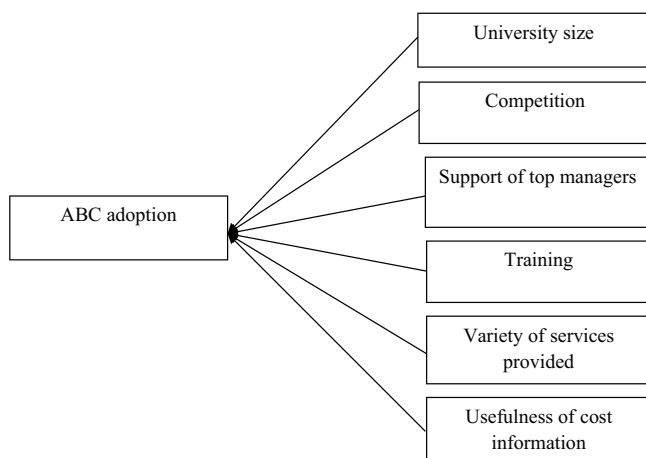 University size
Competition
Support of top managers
ABC adoption
Training
Variety of services
provided
Usefulness of cost
information